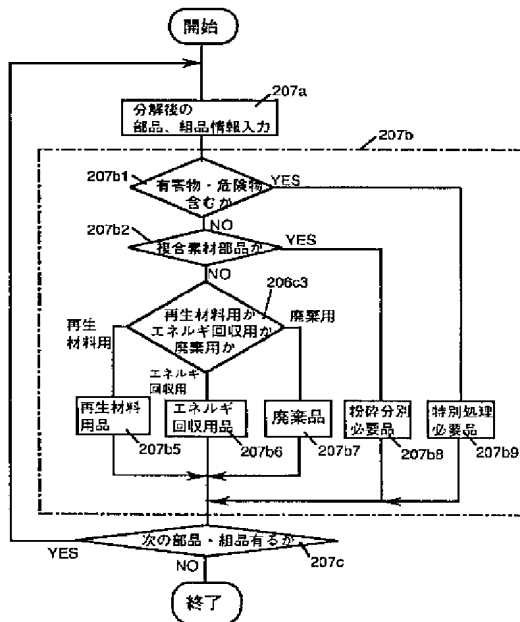 開始
207a
分解後の
部品、組品情報入力
207b
207b1
有害物・危険物
含むか
YES
NO
207b2
複合素材部品か
YES
NO
206c3
再生材料用か
エネルギ回収用か
廃棄用か
再生
材料用
廃棄用
エネルギ
回収用
再生材料
用品
207b5
エネルギ
回収用品
207b6
廃棄品
207b7
粉砕分別
必要品
207b8
特別処理
必要品
207b9
次の部品・組品有るか
YES
207c
NO
終了